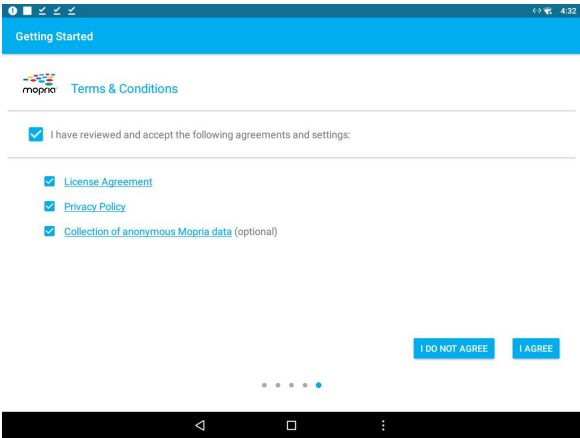 4:32
Getting Started
mopria
Terms & Conditions
I have reviewed and accept the following agreements and settings:
License Agreement
Privacy Policy
Collection of anonymous Mopria data (optional)
I DO NOT AGREE
I AGREE